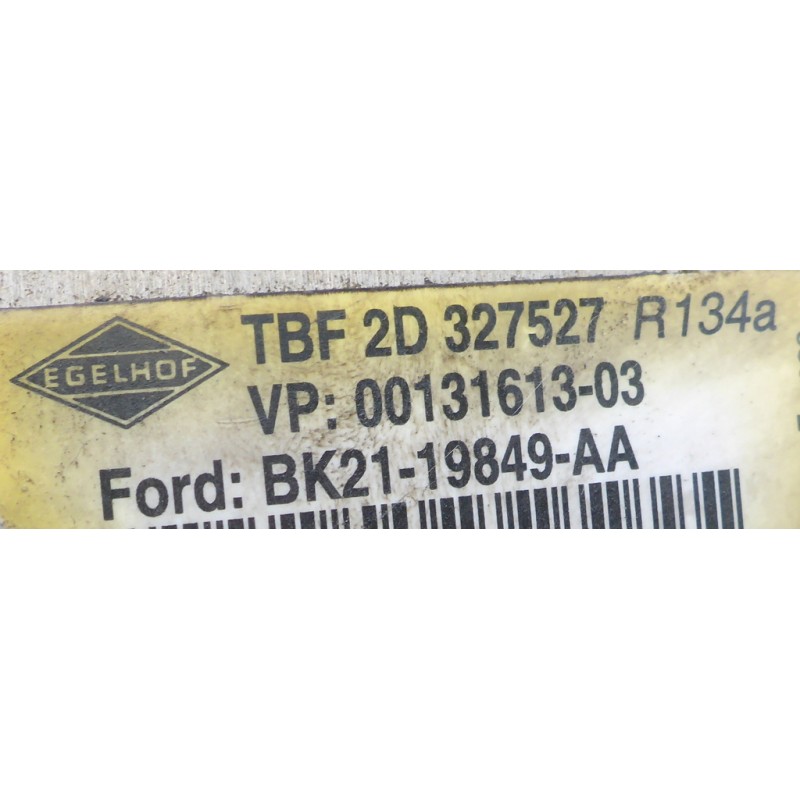 EGELHOF
TBF 2D 327527 R134a
VP: 00131613-03
Ford: BK21-19849-AA